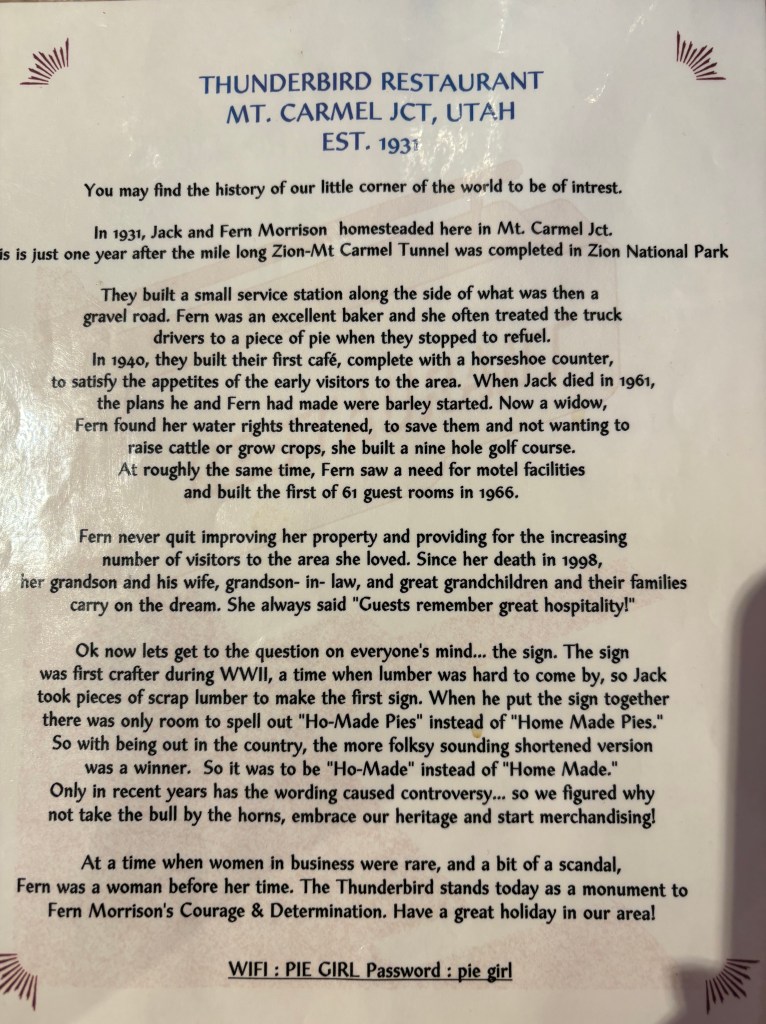 THUNDERBIRD RESTAURANT
MT. CARMEL JCT, UTAH
EST. 1931
You may find the history of our little corner of the world to be of intrest.
In 1931, Jack and Fern Morrison homesteaded here in Mt. Carmel Jct.
is is just one year after the mile long Zion-Mt Carmel Tunnel was completed in Zion National Park
They built a small service station along the side of what was then a
gravel road. Fern was an excellent baker and she often treated the truck
drivers to a piece of pie when they stopped to refuel.
In 1940, they built their first café, complete with a horseshoe counter,
to satisfy the appetites of the early visitors to the area. When Jack died in 1961,
the plans he and Fern had made were barley started. Now a widow,
Fern found her water rights threatened, to save them and not wanting to
raise cattle or grow crops, she built a nine hole golf course.
At roughly the same time, Fern saw a need for motel facilities
and built the first of 61 guest rooms in 1966.
Fern never quit improving her property and providing for the increasing
number of visitors to the area she loved. Since her death in 1998,
her grandson and his wife, grandson- in- law, and great grandchildren and their families
carry on the dream. She always said "Guests remember great hospitality!"
Ok now lets get to the question on everyone's mind... the sign. The sign
was first crafter during WWII, a time when lumber was hard to come by, so Jack
took pieces of scrap lumber to make the first sign. When he put the sign together
there was only room to spell out "Ho-Made Pies" instead of "Home Made Pies."
So with being out in the country, the more folksy sounding shortened version
was a winner. So it was to be "Ho-Made" instead of "Home Made."
Only in recent years has the wording caused controversy... so we figured why
not take the bull by the horns, embrace our heritage and start merchandising!
At a time when women in business were rare, and a bit of a scandal,
Fern was a woman before her time. The Thunderbird stands today as a monument to
Fern Morrison's Courage & Determination. Have a great holiday in our area!
WIFI : PIE GIRL Password : pie girl